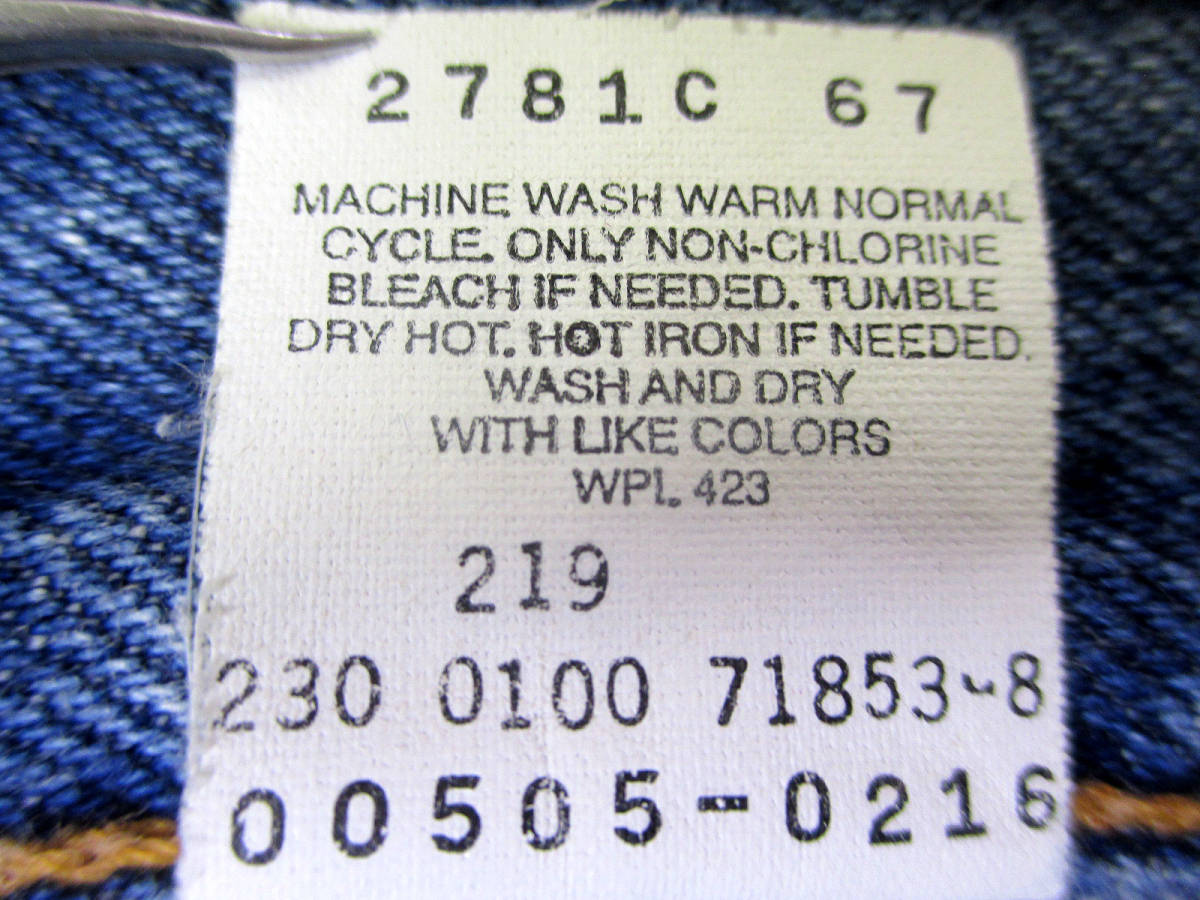 2781C 67
MACHINE WASH WARM NORMAL
CYCLE. ONLY NON-CHLORINE
BLEACH IF NEEDED. TUMBLE
DRY HOT. HOT IRON IF NEEDED.
WASH AND DRY
WITH LIKE COLORS
WPL 423
219
230 0100 71853-8
00505-0216